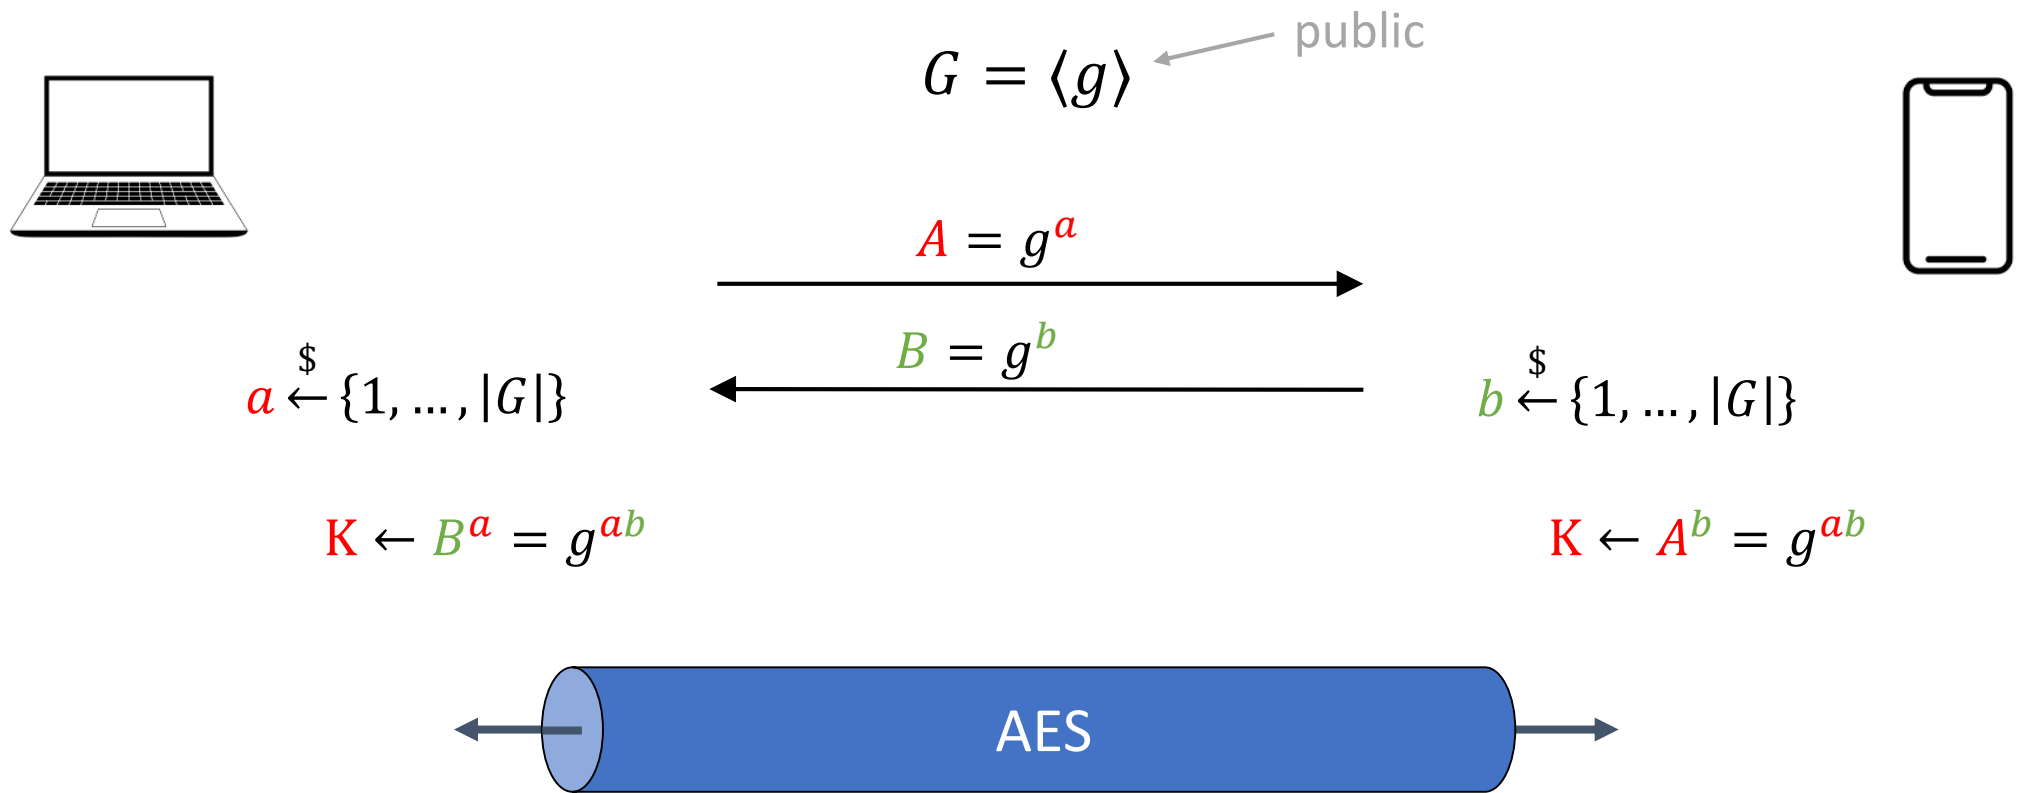 public
G = ⟨g⟩
A = g^a
B = g^b
a $← {1, …, |G|}
b $← {1, …, |G|}
K ← B^a = g^{ab}
K ← A^b = g^{ab}
AES